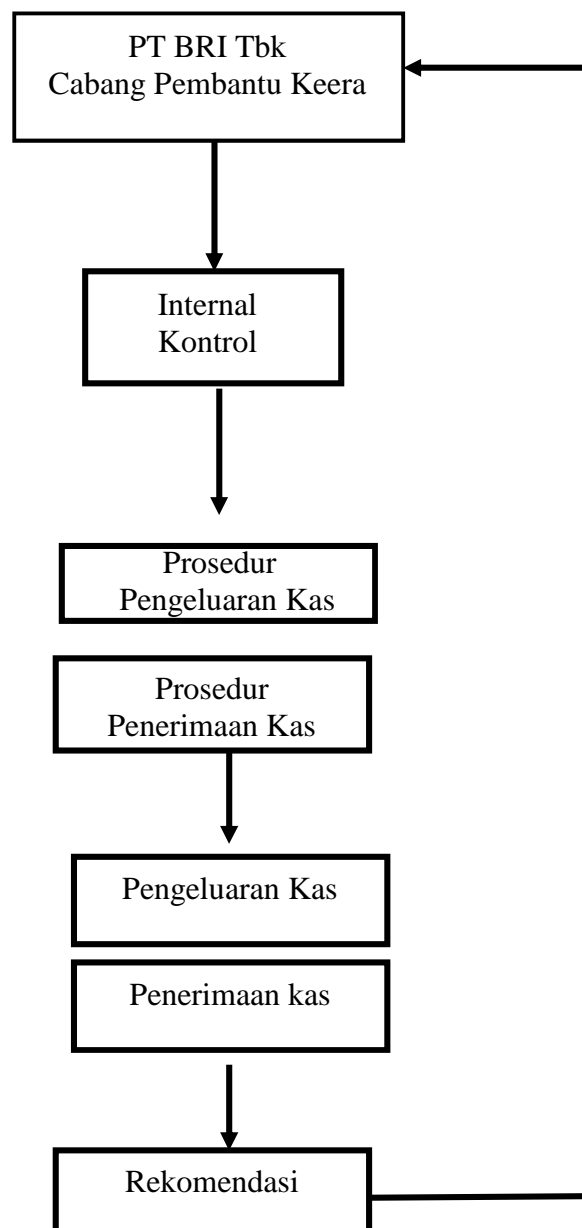 PT BRI Tbk
Cabang Pembantu Keera
Internal
Kontrol
Prosedur
Pengeluaran Kas
Prosedur
Penerimaan Kas
Pengeluaran Kas
Penerimaan kas
Rekomendasi